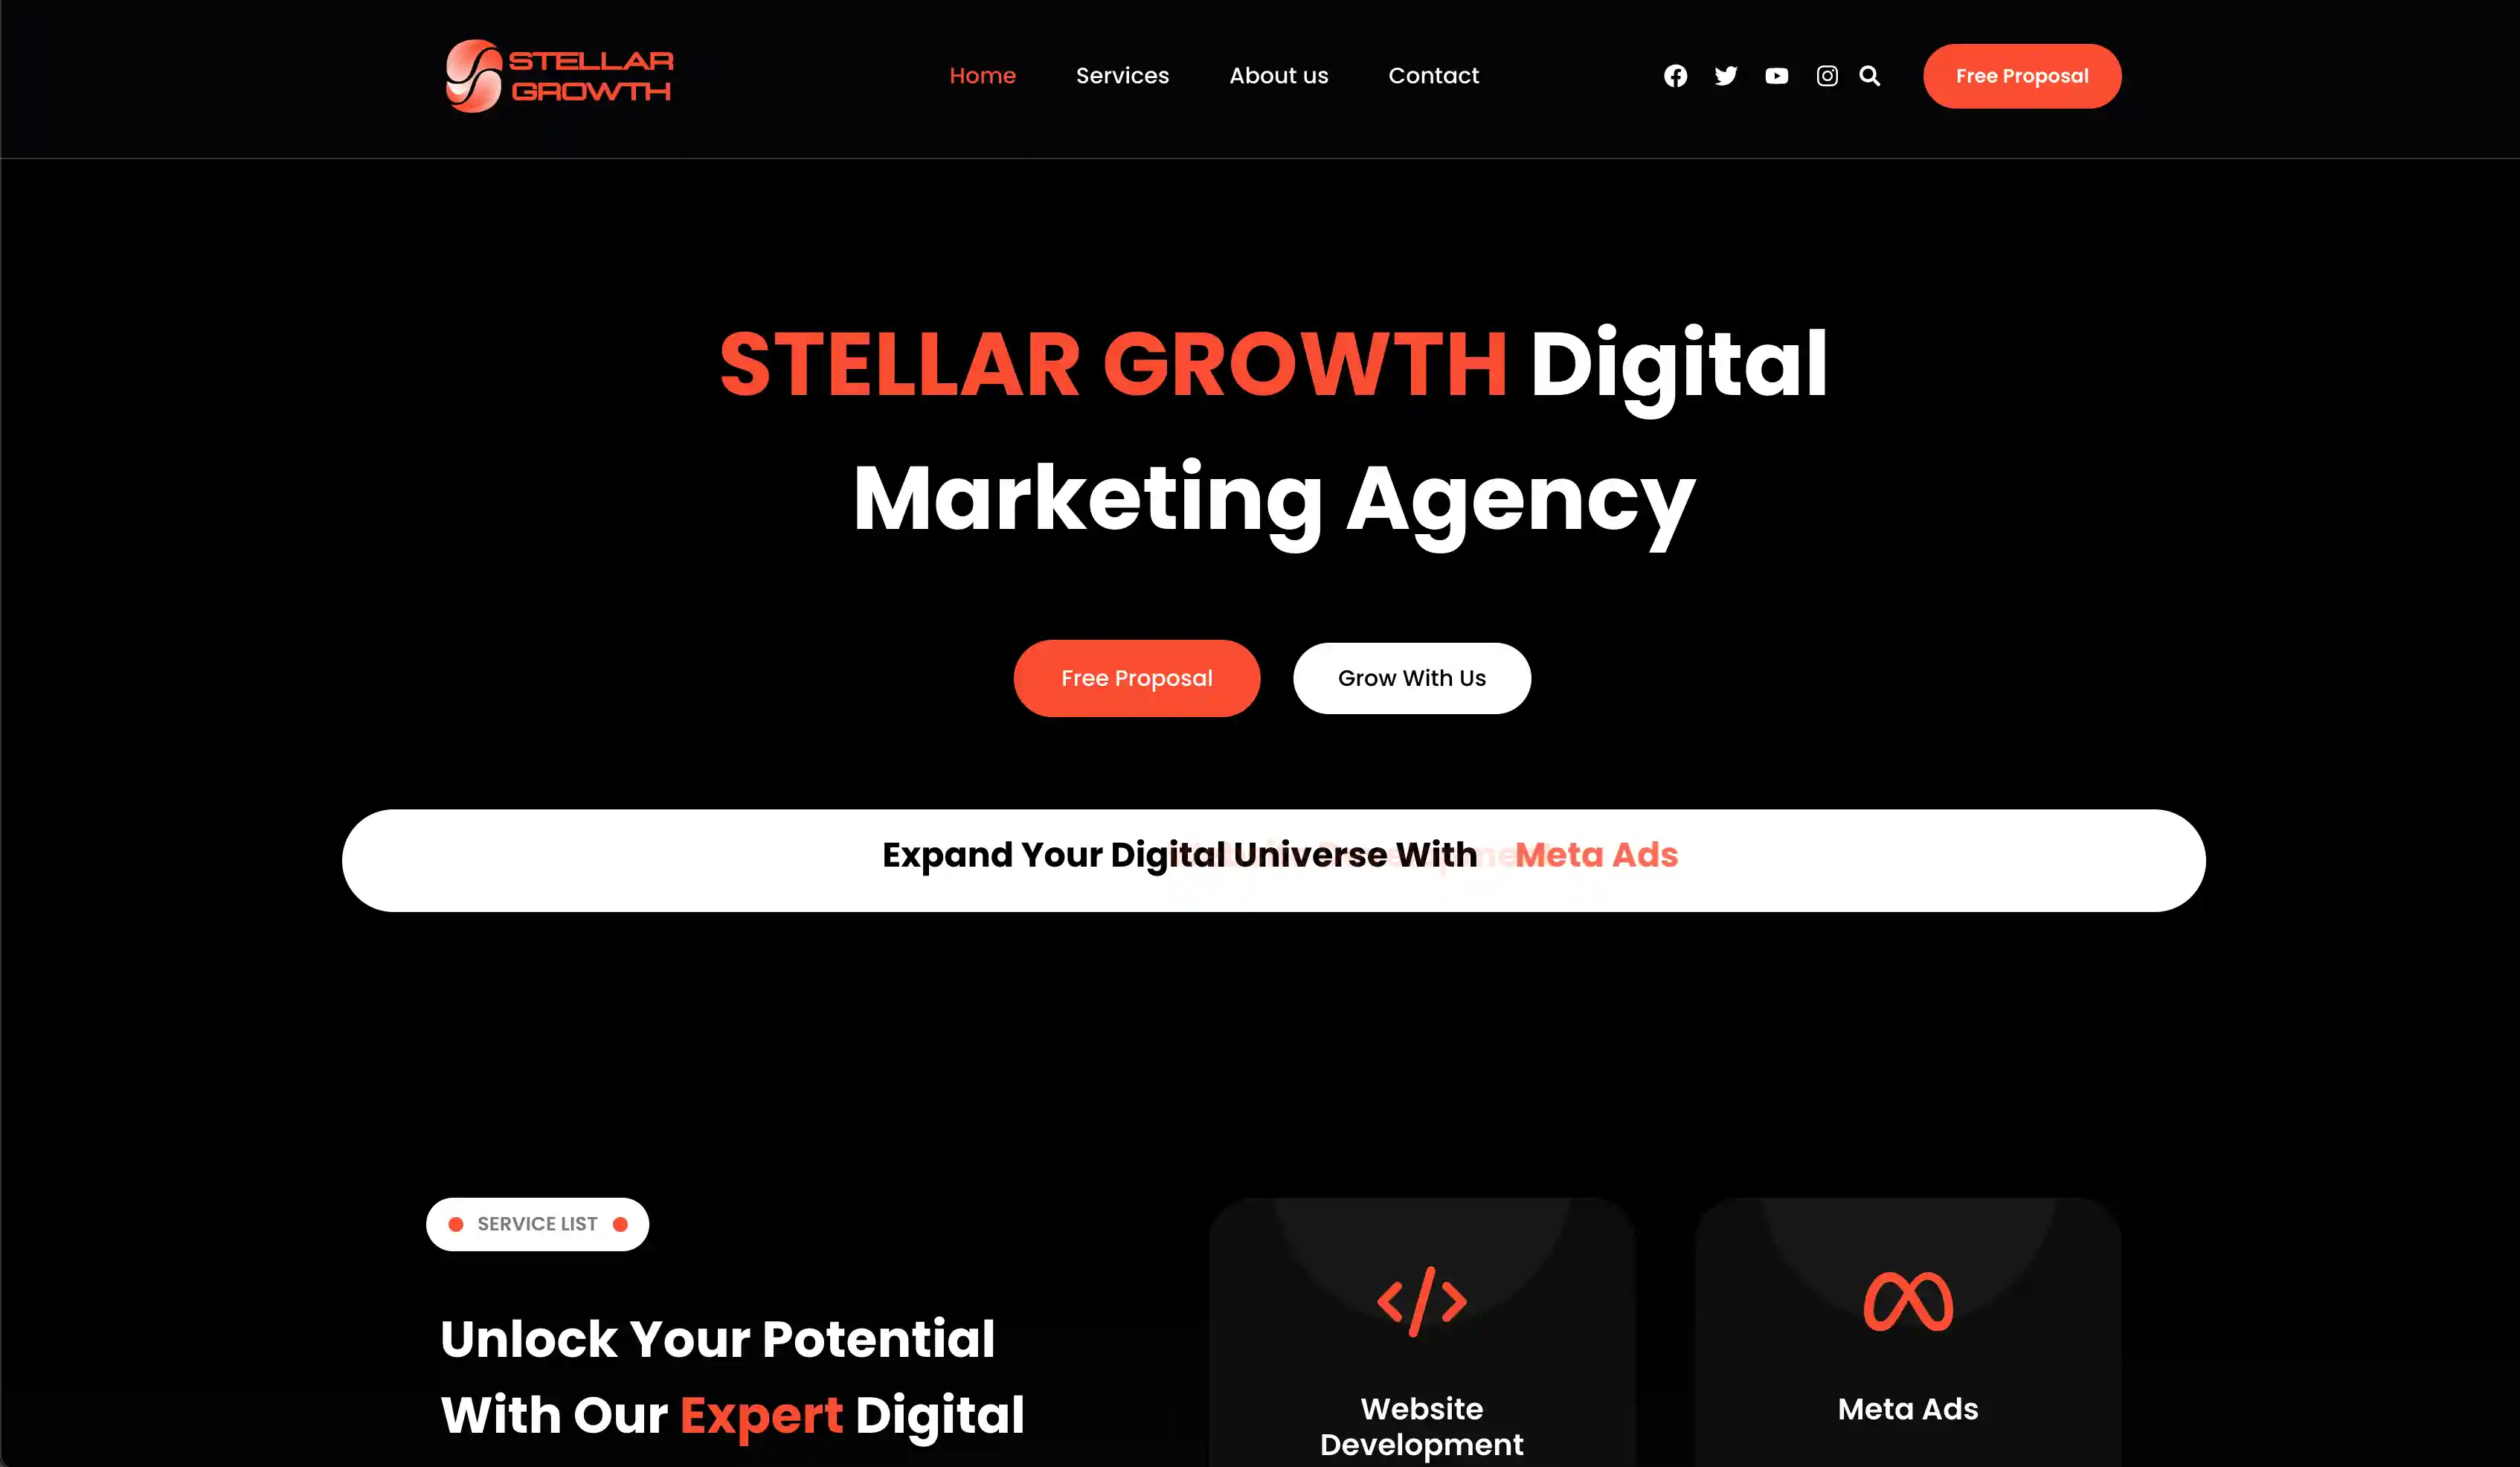 STELLAR
GROWTH
Home
Services
About us
Contact
Free Proposal
STELLAR GROWTH Digital
Marketing Agency
Free Proposal
Grow With Us
Expand Your Digital Universe With Meta Ads
SERVICE LIST
Unlock Your Potential
With Our Expert Digital
Website
Development
Meta Ads